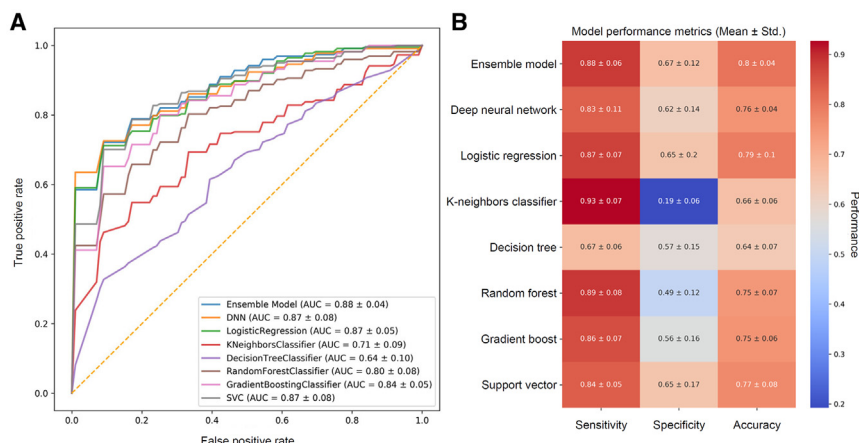 A
1.0
0.8
0.6
0.4
0.2
0.0
True positive rate
Ensemble Model (AUC = 0.88 ± 0.04)
DNN (AUC = 0.87 ± 0.08)
LogisticRegression (AUC = 0.87 ± 0.05)
KNeighborsClassifier (AUC = 0.71 ± 0.09)
DecisionTreeClassifier (AUC = 0.64 ± 0.10)
RandomForestClassifier (AUC = 0.80 ± 0.08)
GradientBoostingClassifier (AUC = 0.84 ± 0.05)
SVC (AUC = 0.87 ± 0.08)
0.0 0.2 0.4 0.6 0.8 1.0
False positive rate
B
Model performance metrics (Mean ± Std.)
Ensemble model 0.88 ± 0.06 0.67 ± 0.12 0.8 ± 0.04
Deep neural network 0.83 ± 0.11 0.62 ± 0.14 0.76 ± 0.04
Logistic regression 0.87 ± 0.07 0.65 ± 0.2 0.79 ± 0.1
K-neighbors classifier 0.93 ± 0.07 0.19 ± 0.06 0.66 ± 0.06
Decision tree 0.67 ± 0.06 0.57 ± 0.15 0.64 ± 0.07
Random forest 0.89 ± 0.08 0.49 ± 0.12 0.75 ± 0.07
Gradient boost 0.86 ± 0.07 0.56 ± 0.16 0.75 ± 0.06
Support vector 0.84 ± 0.05 0.65 ± 0.17 0.77 ± 0.08
Sensitivity Specificity Accuracy
0.9
0.8
0.7
0.6
0.5
0.4
0.3
0.2
Performance